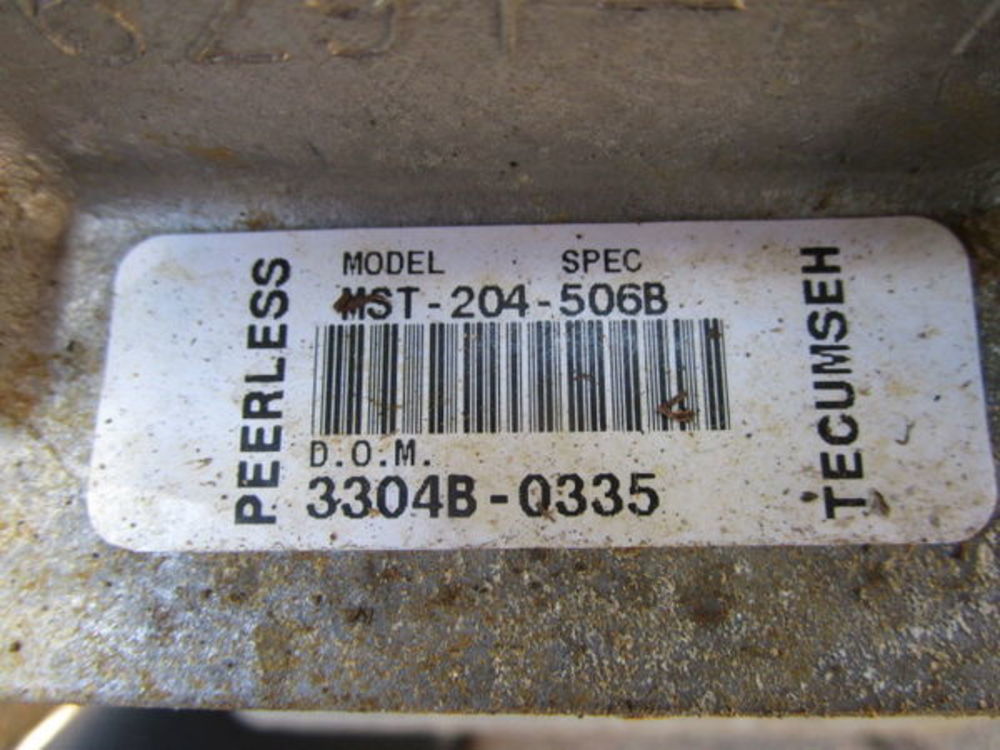 PEERLESS
MODEL SPEC
MST-204-506B
D.O.M.
3304B-0335
TECUMSEH